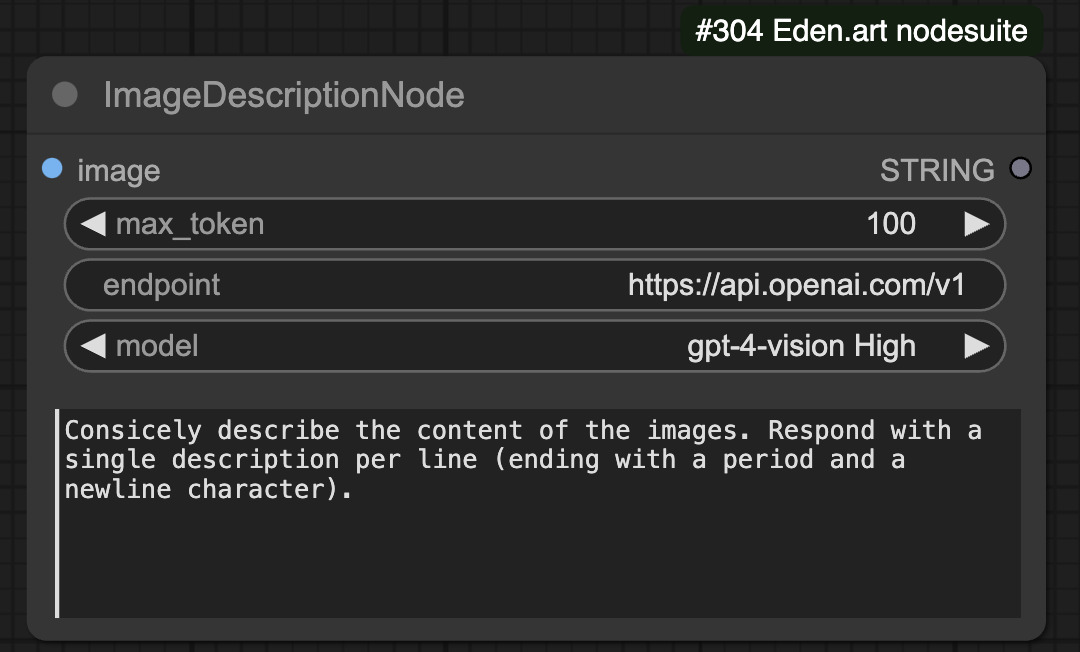 #304 Eden.art nodesuite
ImageDescriptionNode
image STRING
max_token 100
endpoint https://api.openai.com/v1
model gpt-4-vision High
Consicely describe the content of the images. Respond with a
single description per line (ending with a period and a
newline character).